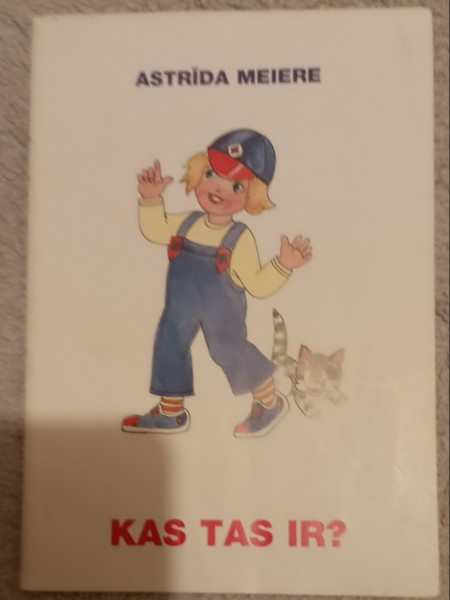 ASTRĪDA MEIERE
KAS TAS IR?